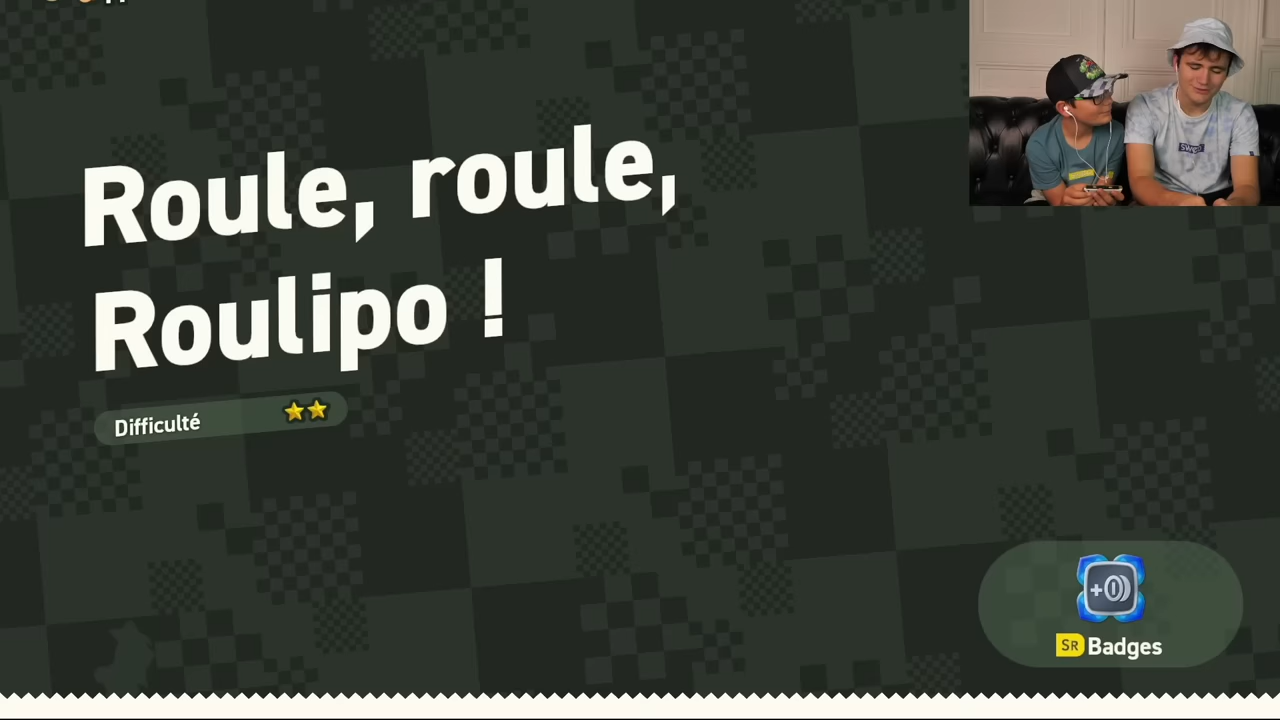 Roule, roule,
Roulipo !
Difficulté
+
SR Badges